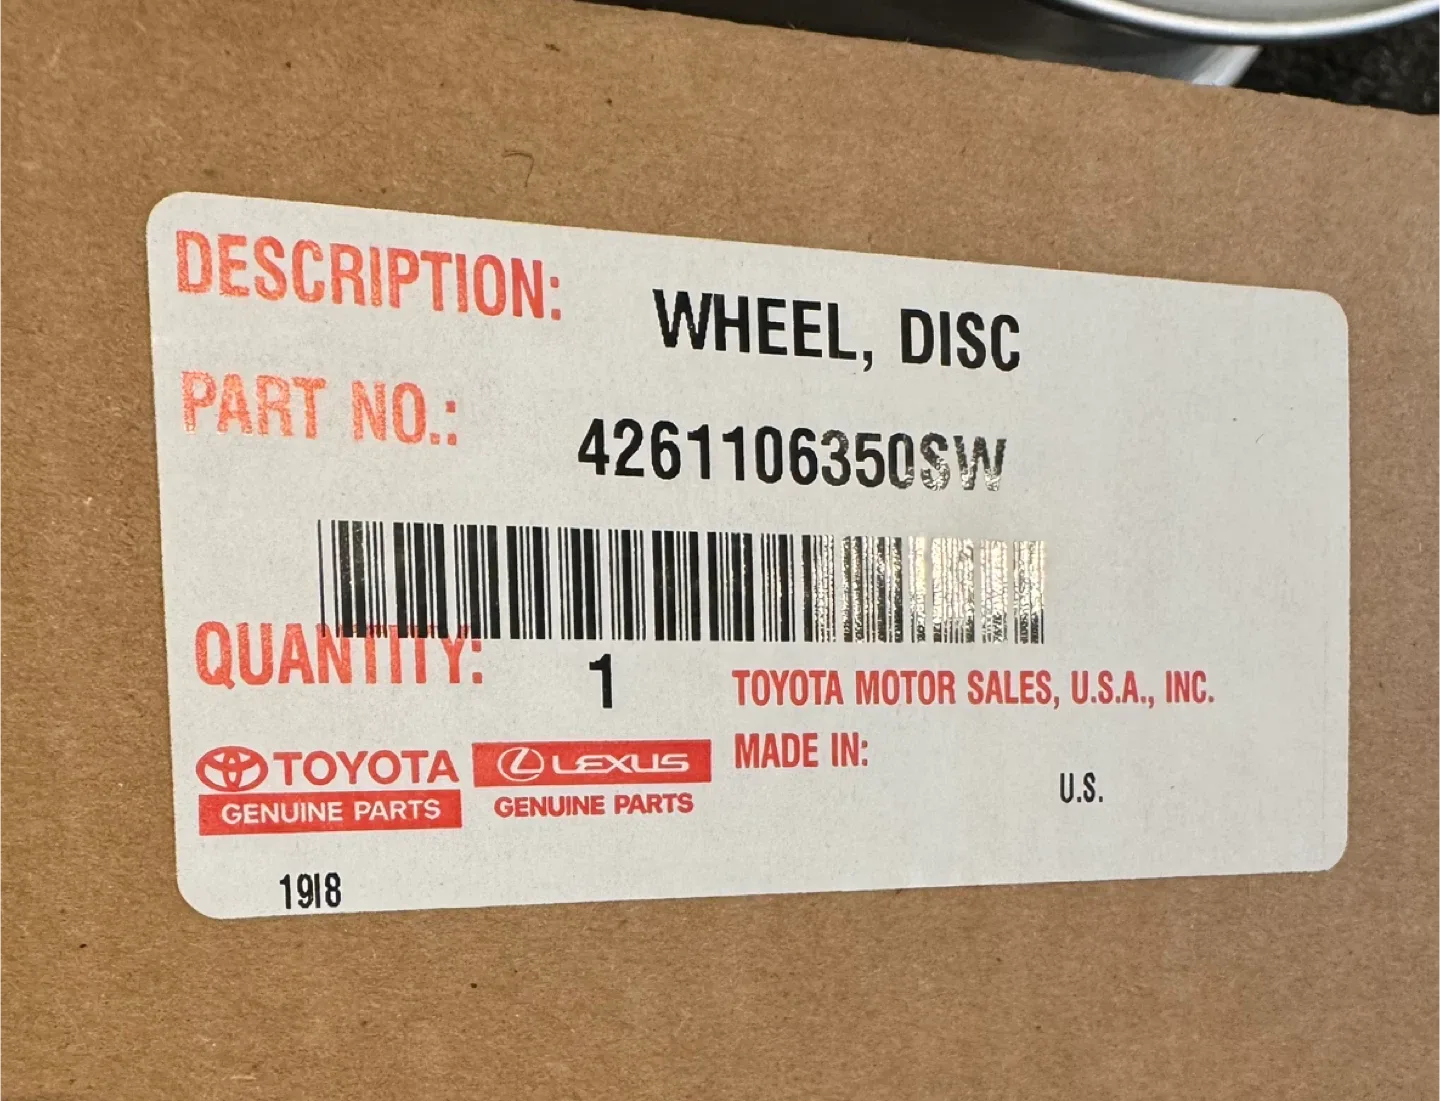 DESCRIPTION: WHEEL, DISC
PART NO.: 4261106350SW
QUANTITY: 1
TOYOTA MOTOR SALES, U.S.A., INC.
MADE IN: U.S.
TOYOTA
GENUINE PARTS
LEXUS
GENUINE PARTS
19I8